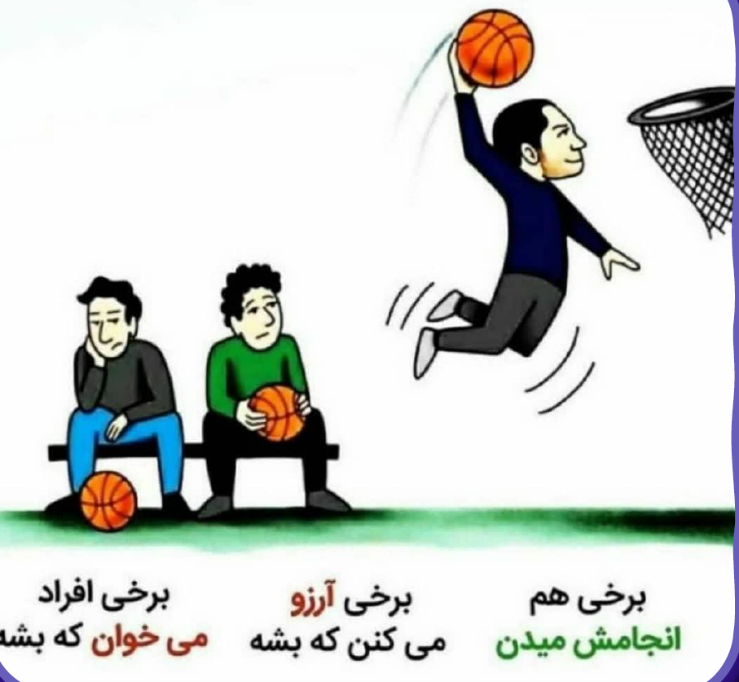 برخی افراد
می خوان که بشه
برخی آرزو
می کنن که بشه
برخی هم
انجامش میدن